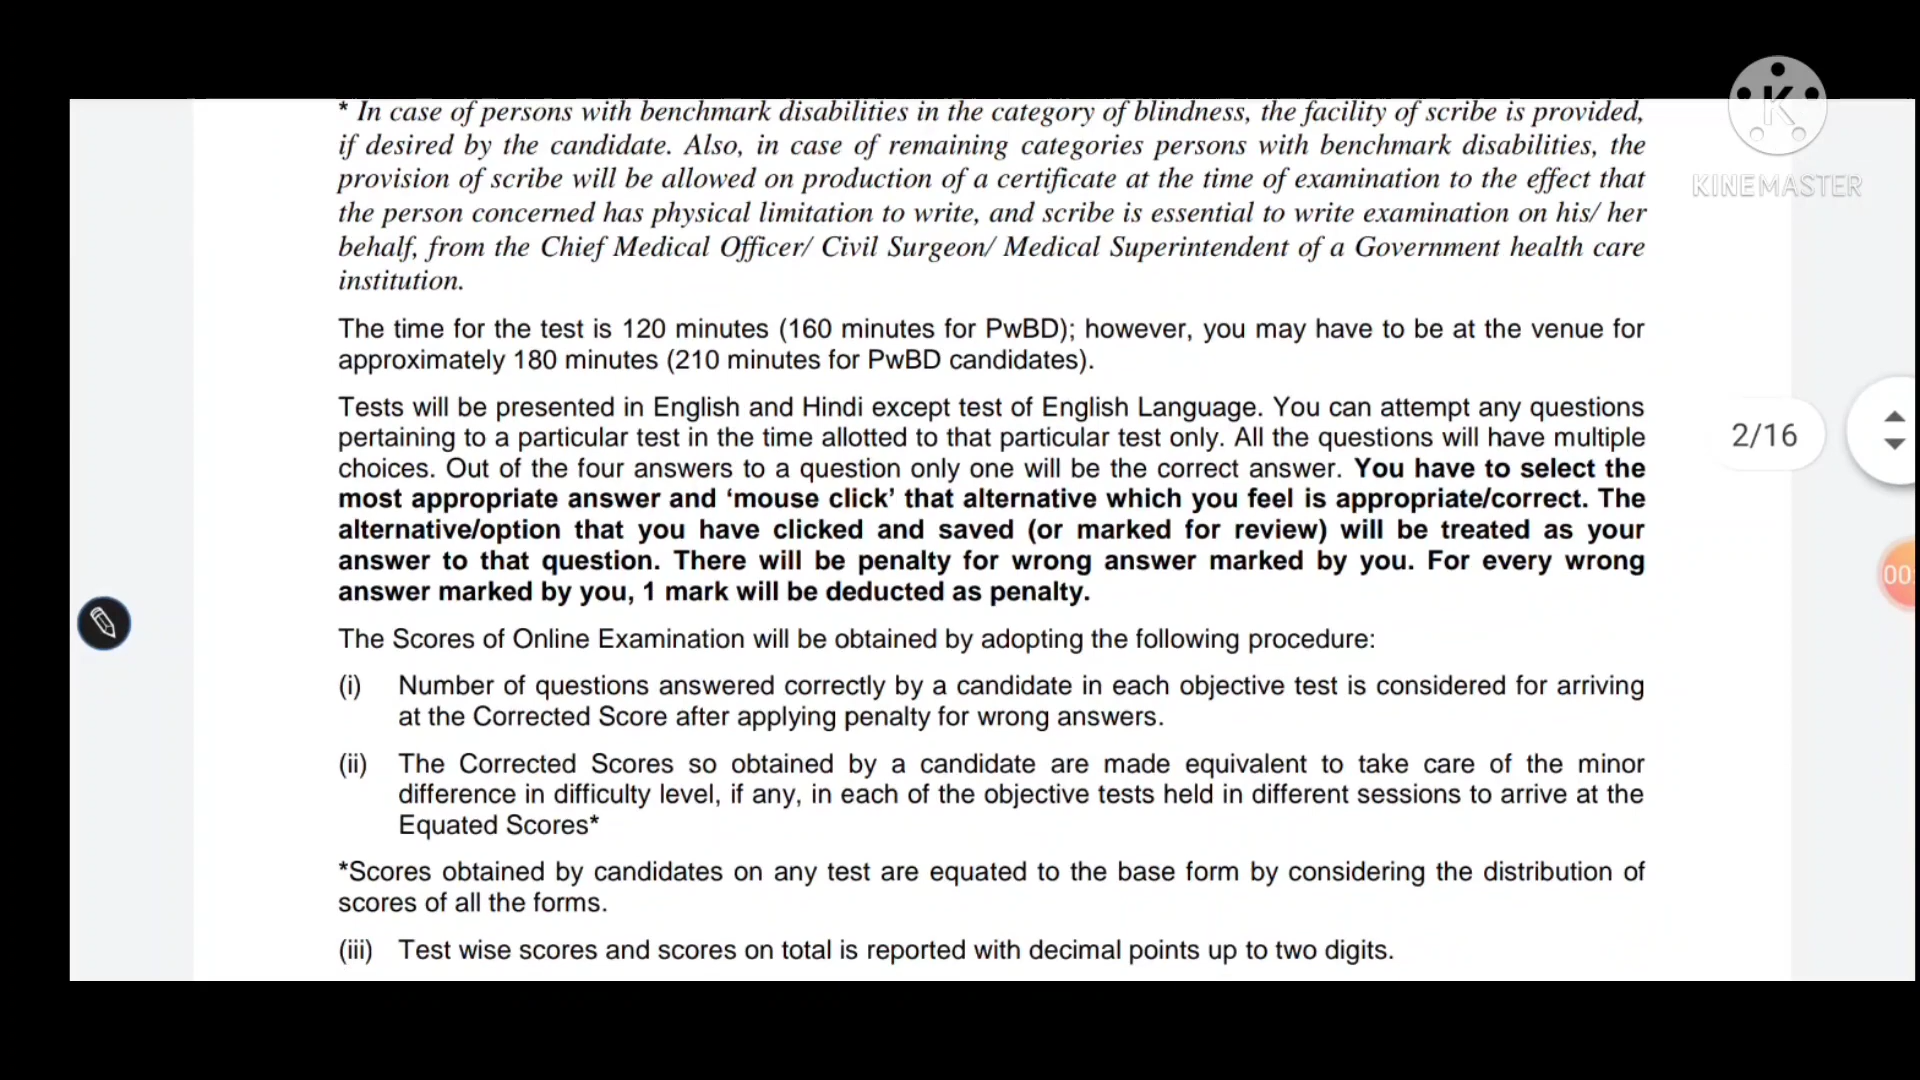 * In case of persons with benchmark disabilities in the category of blindness, the facility of scribe is provided,
if desired by the candidate. Also, in case of remaining categories persons with benchmark disabilities, the
provision of scribe will be allowed on production of a certificate at the time of examination to the effect that
the person concerned has physical limitation to write, and scribe is essential to write examination on his/ her
behalf, from the Chief Medical Officer/ Civil Surgeon/ Medical Superintendent of a Government health care
institution.
K
KINEMASTER
The time for the test is 120 minutes (160 minutes for PwBD); however, you may have to be at the venue for
approximately 180 minutes (210 minutes for PwBD candidates).
Tests will be presented in English and Hindi except test of English Language. You can attempt any questions
pertaining to a particular test in the time allotted to that particular test only. All the questions will have multiple
choices. Out of the four answers to a question only one will be the correct answer. You have to select the
most appropriate answer and ‘mouse click’ that alternative which you feel is appropriate/correct. The
alternative/option that you have clicked and saved (or marked for review) will be treated as your
answer to that question. There will be penalty for wrong answer marked by you. For every wrong
answer marked by you, 1 mark will be deducted as penalty.
2/16
00
The Scores of Online Examination will be obtained by adopting the following procedure:
(i) Number of questions answered correctly by a candidate in each objective test is considered for arriving
at the Corrected Score after applying penalty for wrong answers.
(ii) The Corrected Scores so obtained by a candidate are made equivalent to take care of the minor
difference in difficulty level, if any, in each of the objective tests held in different sessions to arrive at the
Equated Scores*
*Scores obtained by candidates on any test are equated to the base form by considering the distribution of
scores of all the forms.
(iii) Test wise scores and scores on total is reported with decimal points up to two digits.